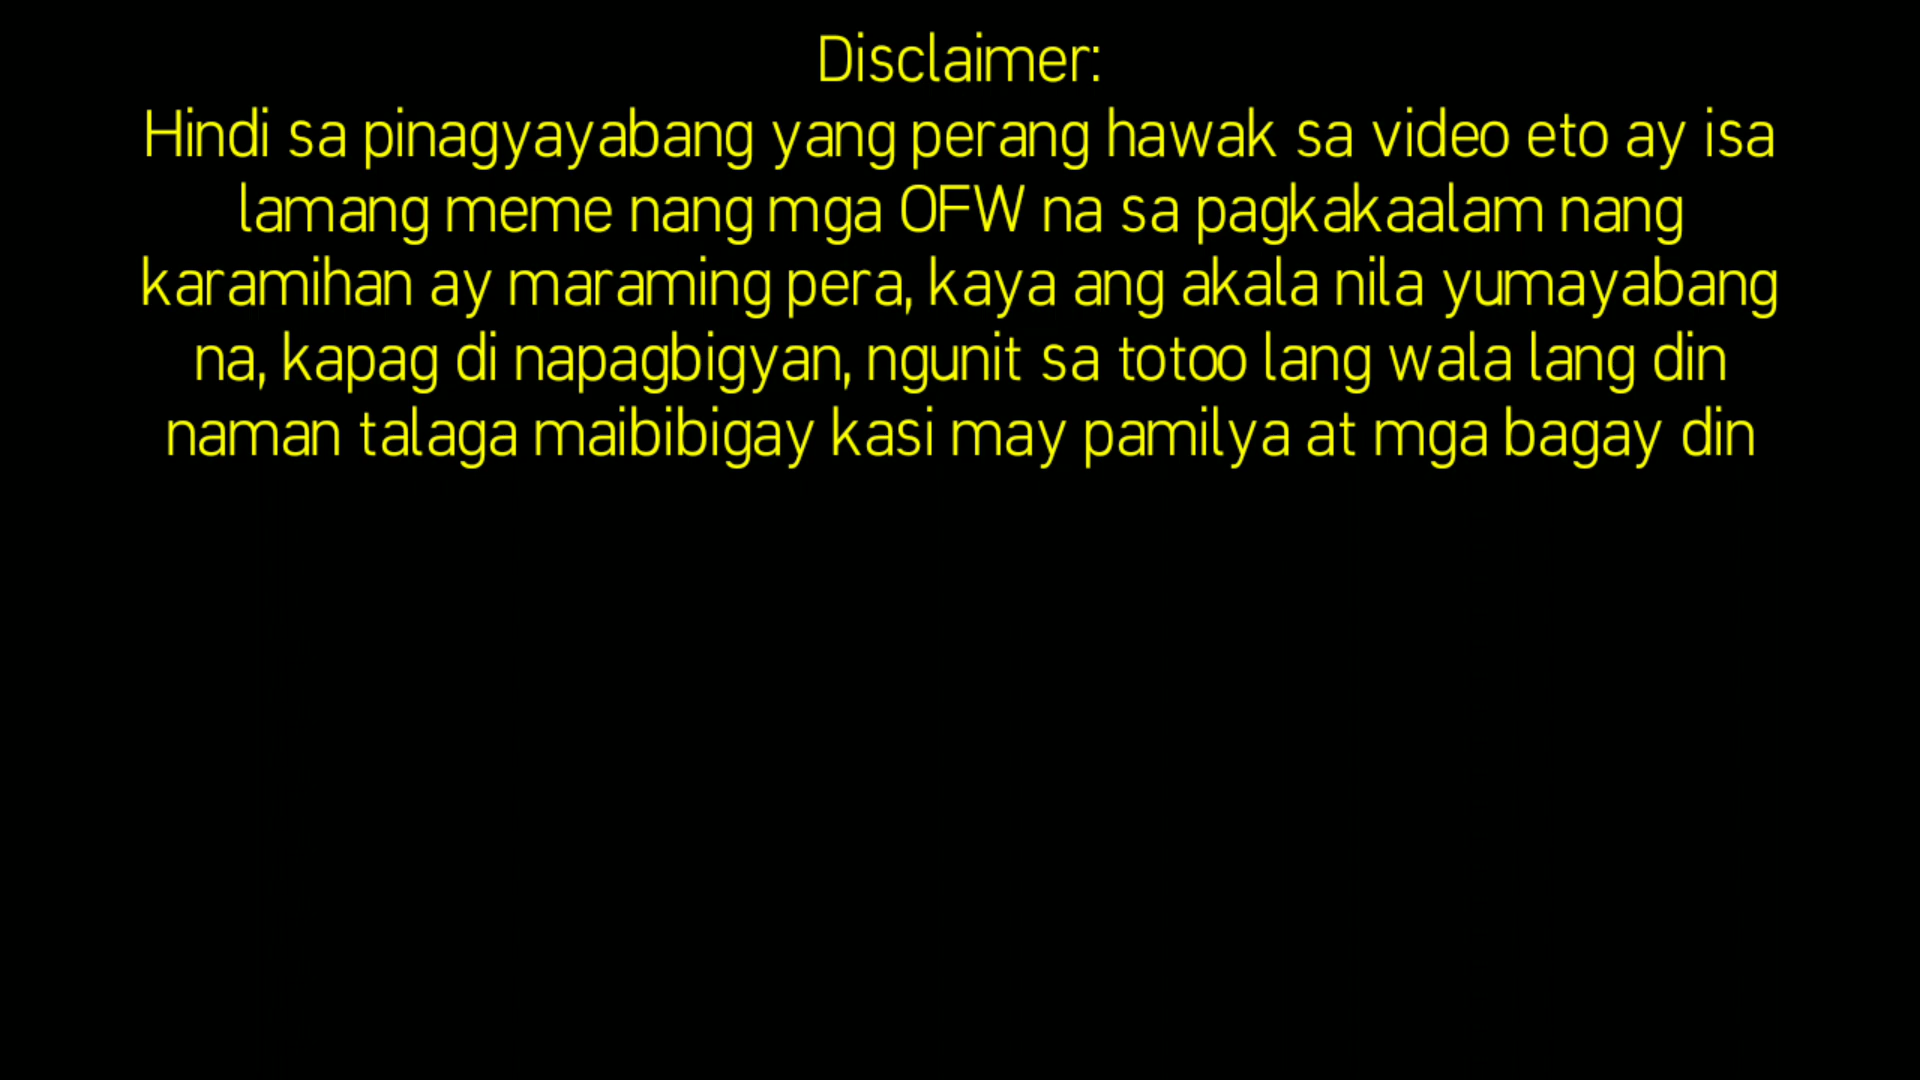 Disclaimer:
Hindi sa pinagyayabang yang perang hawak sa video eto ay isa
lamang meme nang mga OFW na sa pagkakaalam nang
karamihan ay maraming pera, kaya ang akala nila yumayabang
na, kapag di napagbigyan, ngunit sa totoo lang wala lang din
naman talaga maibibigay kasi may pamilya at mga bagay din